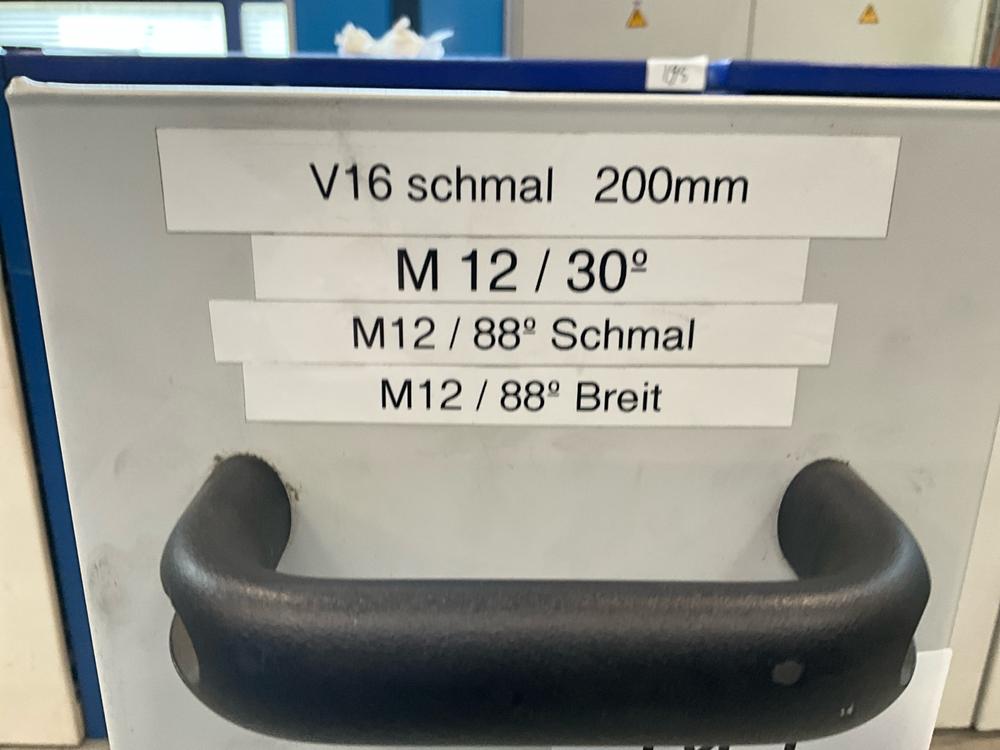 V16 schmal 200mm
M 12 / 30º
M12 / 88º Schmal
M12 / 88º Breit